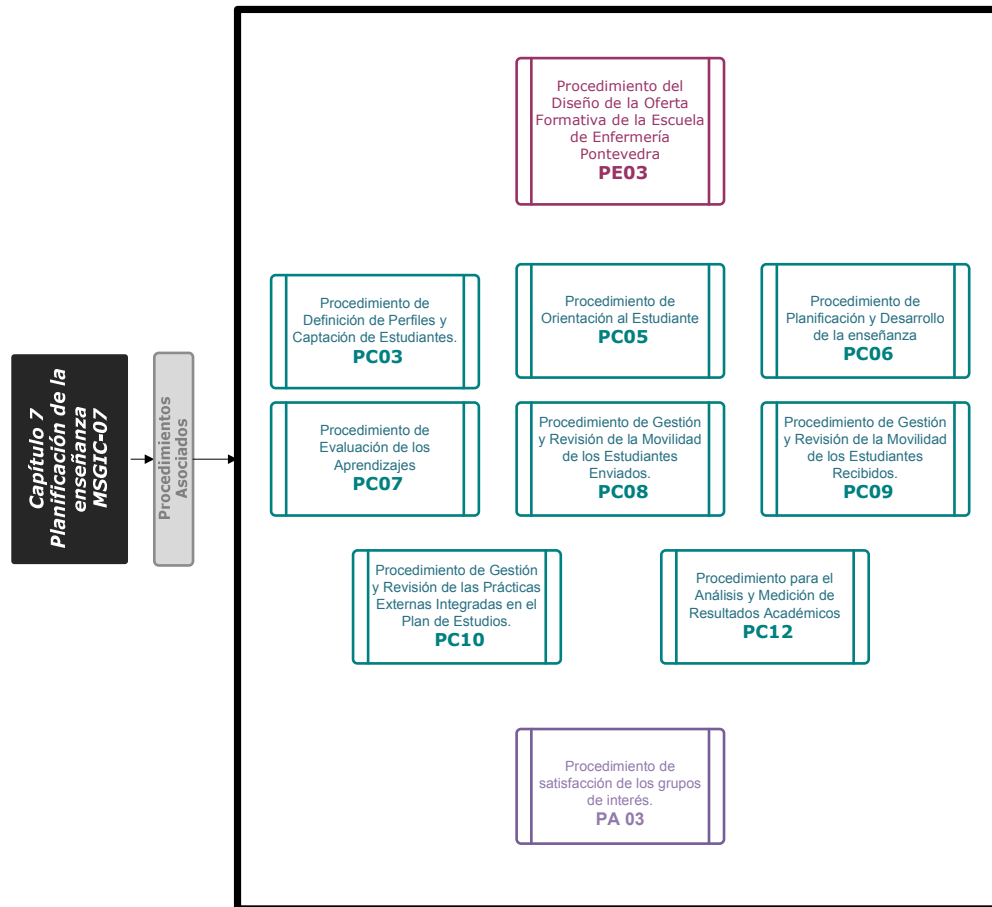 Capítulo 7
Planificación de la
enseñanza
MSGIC-07
Procedimientos
Asociados
Procedimiento del
Diseño de la Oferta
Formativa de la Escuela
de Enfermería
Pontevedra
PE03
Procedimiento de
Definición de Perfiles y
Captación de Estudiantes.
PC03
Procedimiento de
Orientación al Estudiante
PC05
Procedimiento de
Planificación y Desarrollo
de la enseñanza
PC06
Procedimiento de
Evaluación de los
Aprendizajes
PC07
Procedimiento de Gestión
y Revisión de la Movilidad
de los Estudiantes
Enviados.
PC08
Procedimiento de Gestión
y Revisión de la Movilidad
de los Estudiantes
Recibidos.
PC09
Procedimiento de Gestión
y Revisión de las Prácticas
Externas Integradas en el
Plan de Estudios.
PC10
Procedimiento para el
Análisis y Medición de
Resultados Académicos
PC12
Procedimiento de
satisfacción de los grupos
de interés.
PA 03